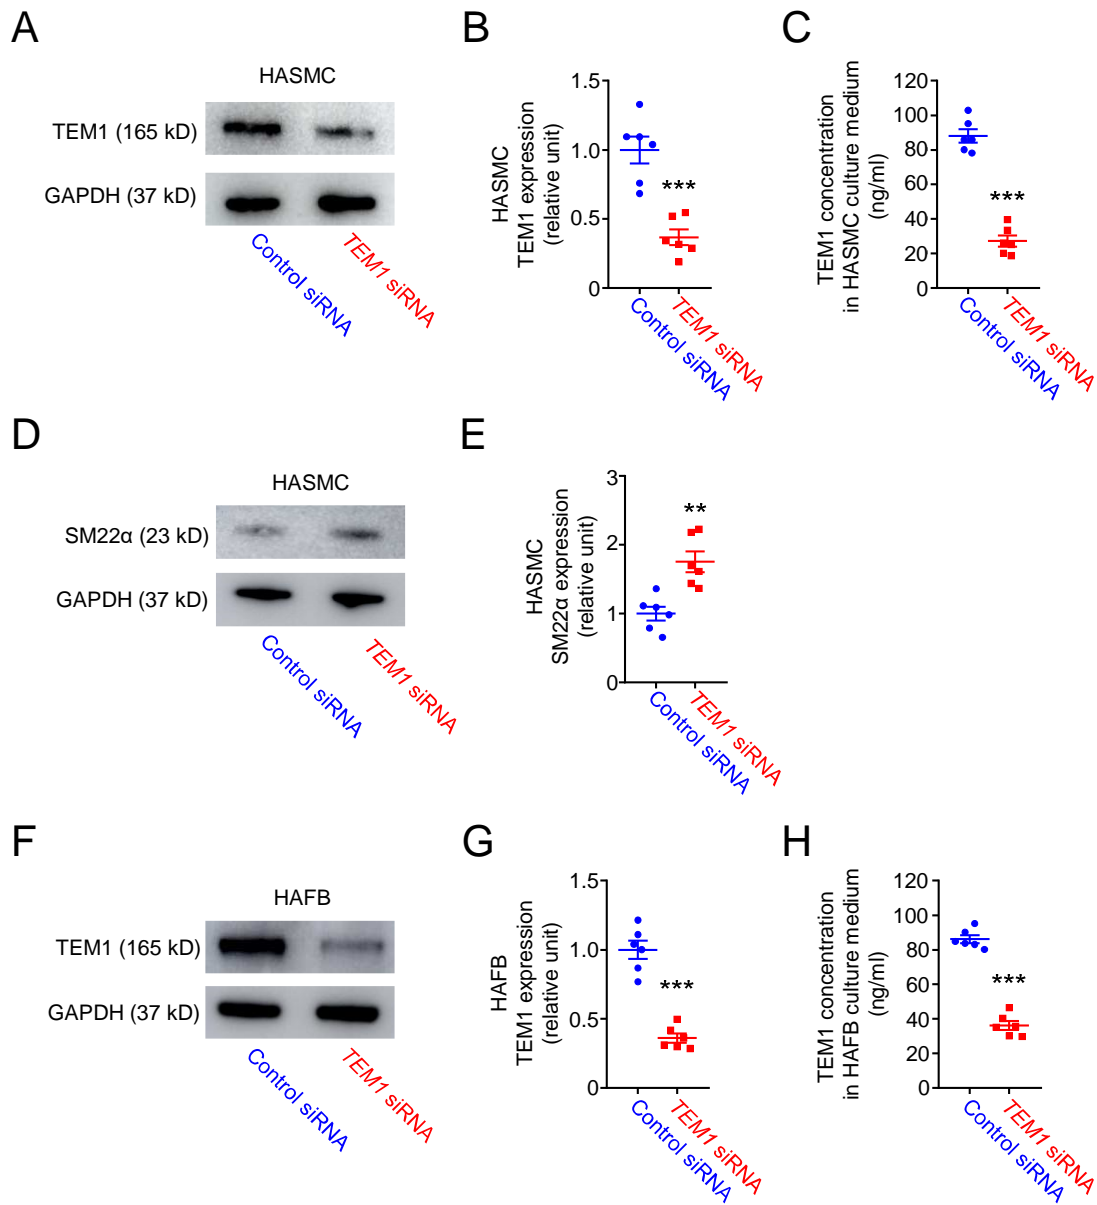 A
HASMC
TEM1 (165 kD)
GAPDH (37 kD)
Control siRNA
TEM1 siRNA
B
HASMC
TEM1 expression
(relative unit)
1.5
1.0
0.5
0
***
Control siRNA
TEM1 siRNA
C
TEM1 concentration
in HASMC culture medium
(ng/ml)
120
100
80
60
40
20
0
***
Control siRNA
TEM1 siRNA
D
HASMC
SM22α (23 kD)
GAPDH (37 kD)
Control siRNA
TEM1 siRNA
E
HASMC
SM22α expression
(relative unit)
3
2
1
0
**
Control siRNA
TEM1 siRNA
F
HAFB
TEM1 (165 kD)
GAPDH (37 kD)
Control siRNA
TEM1 siRNA
G
HAFB
TEM1 expression
(relative unit)
1.5
1.0
0.5
0
***
Control siRNA
TEM1 siRNA
H
TEM1 concentration
in HAFB culture medium
(ng/ml)
120
100
80
60
40
20
0
***
Control siRNA
TEM1 siRNA